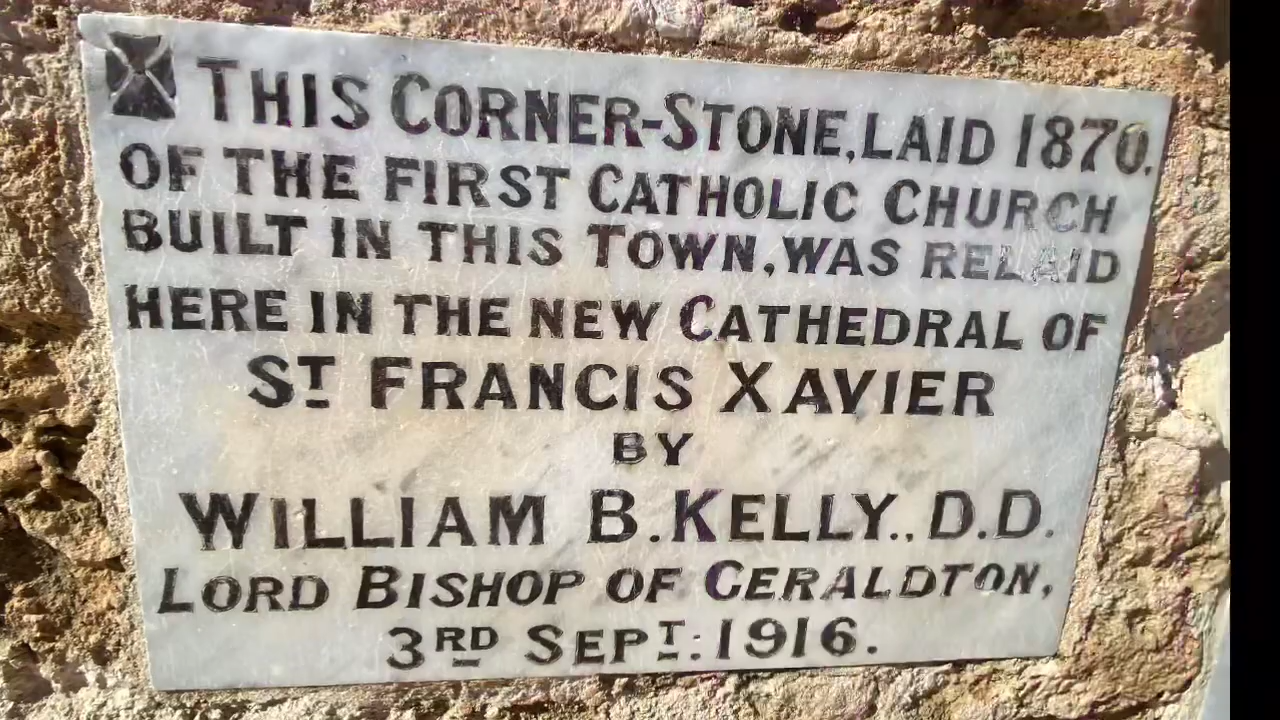 THIS CORNER-STONE, LAID 1870.
OF THE FIRST CATHOLIC CHURCH
BUILT IN THIS TOWN, WAS RELAID
HERE IN THE NEW CATHEDRAL OF
ST FRANCIS XAVIER
BY
WILLIAM B. KELLY., D.D.
LORD BISHOP OF GERALDTON,
3RD SEPT: 1916.